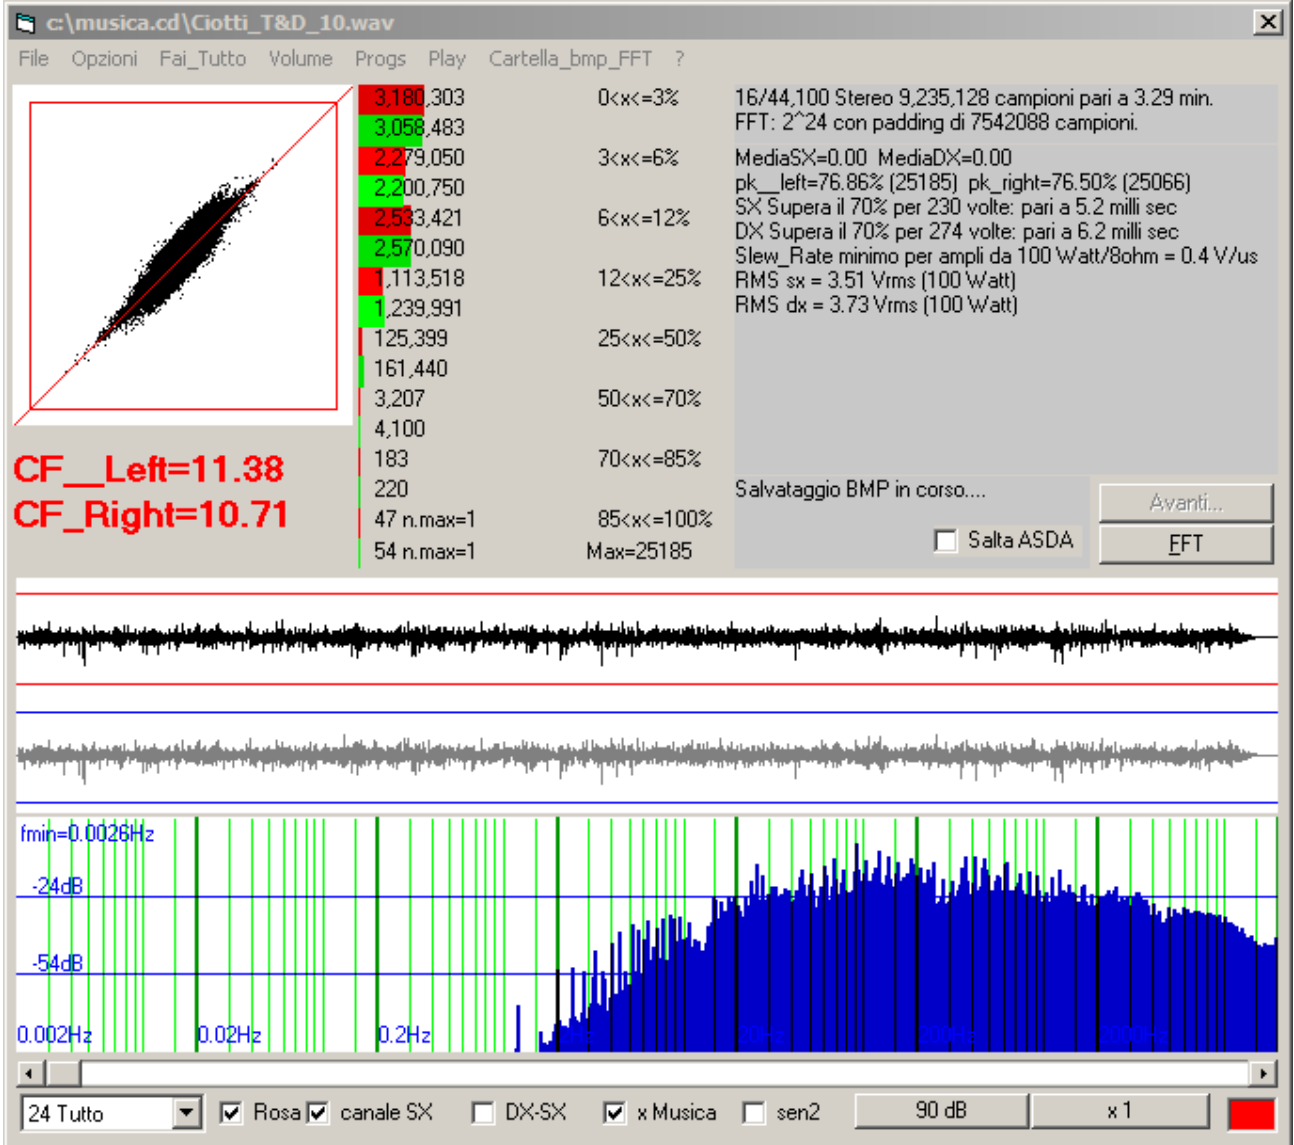 c:\musica.cd\Ciotti_T&D_10.wav
File Opzioni Fai_Tutto Volume Progs Play Cartella_bmp_FFT ?
3,180,303 0<x<=3%
3,058,483
2,279,050 3<x<=6%
2,200,750
2,533,421 6<x<=12%
2,570,090
1,113,518 12<x<=25%
1,239,991
125,399 25<x<=50%
161,440
3,207 50<x<=70%
4,100
183 70<x<=85%
220
47 n.max=1 85<x<=100%
54 n.max=1 Max=25185
16/44,100 Stereo 9,235,128 campioni pari a 3.29 min.
FFT: 2^24 con padding di 7542088 campioni.
MediaSX=0.00 MediaDX=0.00
pk__left=76.86% (25185) pk_right=76.50% (25066)
SX Supera il 70% per 230 volte: pari a 5.2 milli sec
DX Supera il 70% per 274 volte: pari a 6.2 milli sec
Slew_Rate minimo per ampli da 100 Watt/8ohm = 0.4 V/us
RMS sx = 3.51 Vrms (100 Watt)
RMS dx = 3.73 Vrms (100 Watt)
CF__Left=11.38
CF_Right=10.71
Salvataggio BMP in corso....
Avanti...
Salta ASDA
FFT
fmin=0.0026Hz
-24dB
-54dB
0.002Hz 0.02Hz 0.2Hz 2Hz 20Hz 200Hz 2000Hz
24 Tutto Rosa canale SX DX-SX x Musica sen2 90 dB x 1